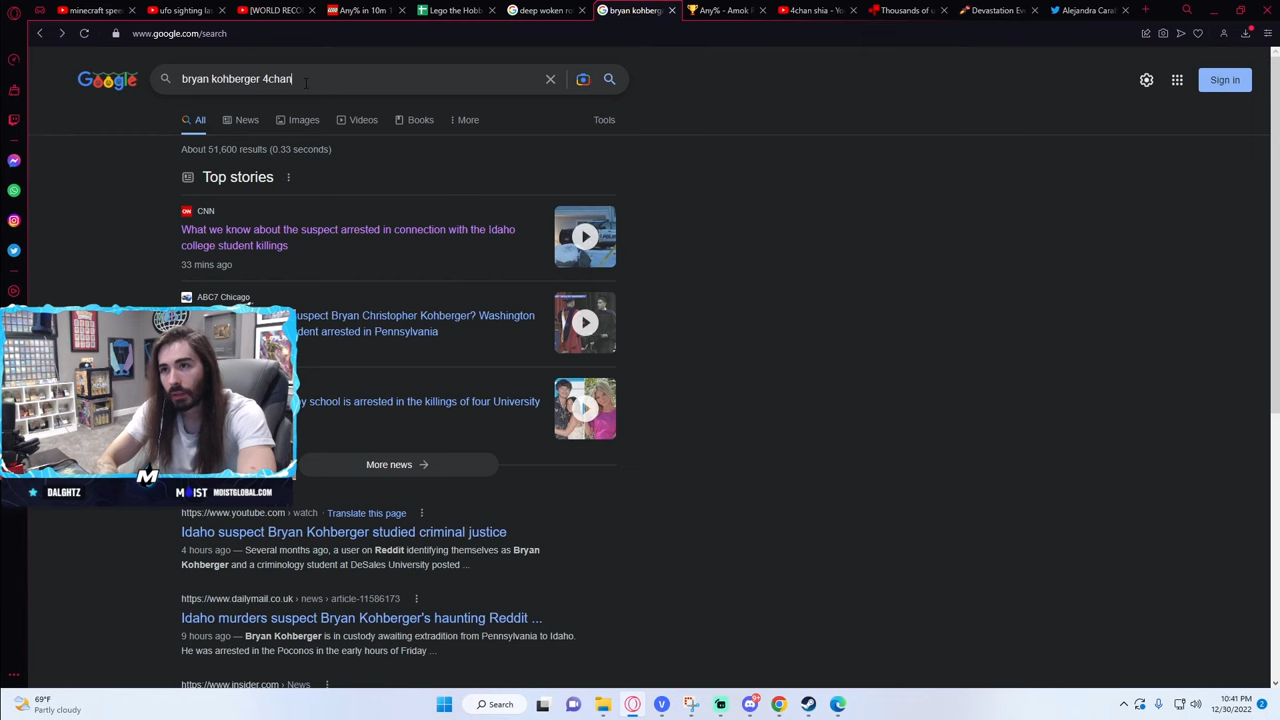 minecraft speed
ufo sighting las
[WORLD RECO
Any% in 10m 1
Lego the Hobb
deep woken ro
bryan kohberge
Any% - Amok R
4chan shia - Yo
Thousands of u
Devastation Ev
Alejandra Carab
www.google.com/search
Google
bryan kohberger 4chan
Sign in
All
News
Images
Videos
Books
More
Tools
About 51,600 results (0.33 seconds)
Top stories
CNN
What we know about the suspect arrested in connection with the Idaho
college student killings
33 mins ago
ABC7 Chicago
suspect Bryan Christopher Kohberger? Washington
dent arrested in Pennsylvania
y school is arrested in the killings of four University
More news
M
DALGHTZ
MOIST
MOISTGLOBAL.COM
https://www.youtube.com › watch · Translate this page
Idaho suspect Bryan Kohberger studied criminal justice
4 hours ago — Several months ago, a user on Reddit identifying themselves as Bryan
Kohberger and a criminology student at DeSales University posted ...
https://www.dailymail.co.uk › news › article-11586173
Idaho murders suspect Bryan Kohberger's haunting Reddit ...
9 hours ago — Bryan Kohberger is in custody awaiting extradition from Pennsylvania to Idaho.
He was arrested in the Poconos in the early hours of Friday ...
https://www.insider.com › News
69°F
Partly cloudy
Search
10:41 PM
12/30/2022